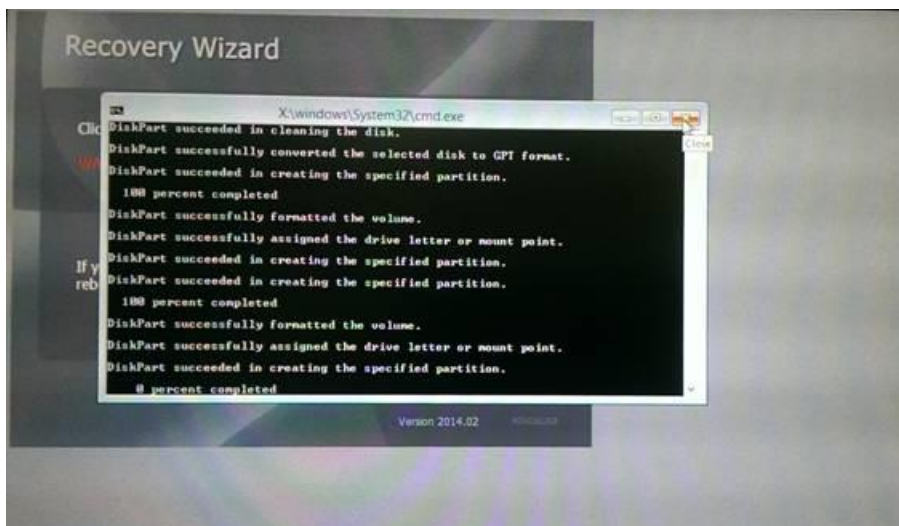 Recovery Wizard
X:\windows\System32\cmd.exe
Clic
DiskPart succeeded in cleaning the disk.
Close
DiskPart successfully converted the selected disk to GPT format.
WA
DiskPart succeeded in creating the specified partition.
100 percent completed
DiskPart successfully formatted the volume.
DiskPart successfully assigned the drive letter or mount point.
If y
DiskPart succeeded in creating the specified partition.
reb
DiskPart succeeded in creating the specified partition.
100 percent completed
DiskPart successfully formatted the volume.
DiskPart successfully assigned the drive letter or mount point.
DiskPart succeeded in creating the specified partition.
0 percent completed
Version 2014.02